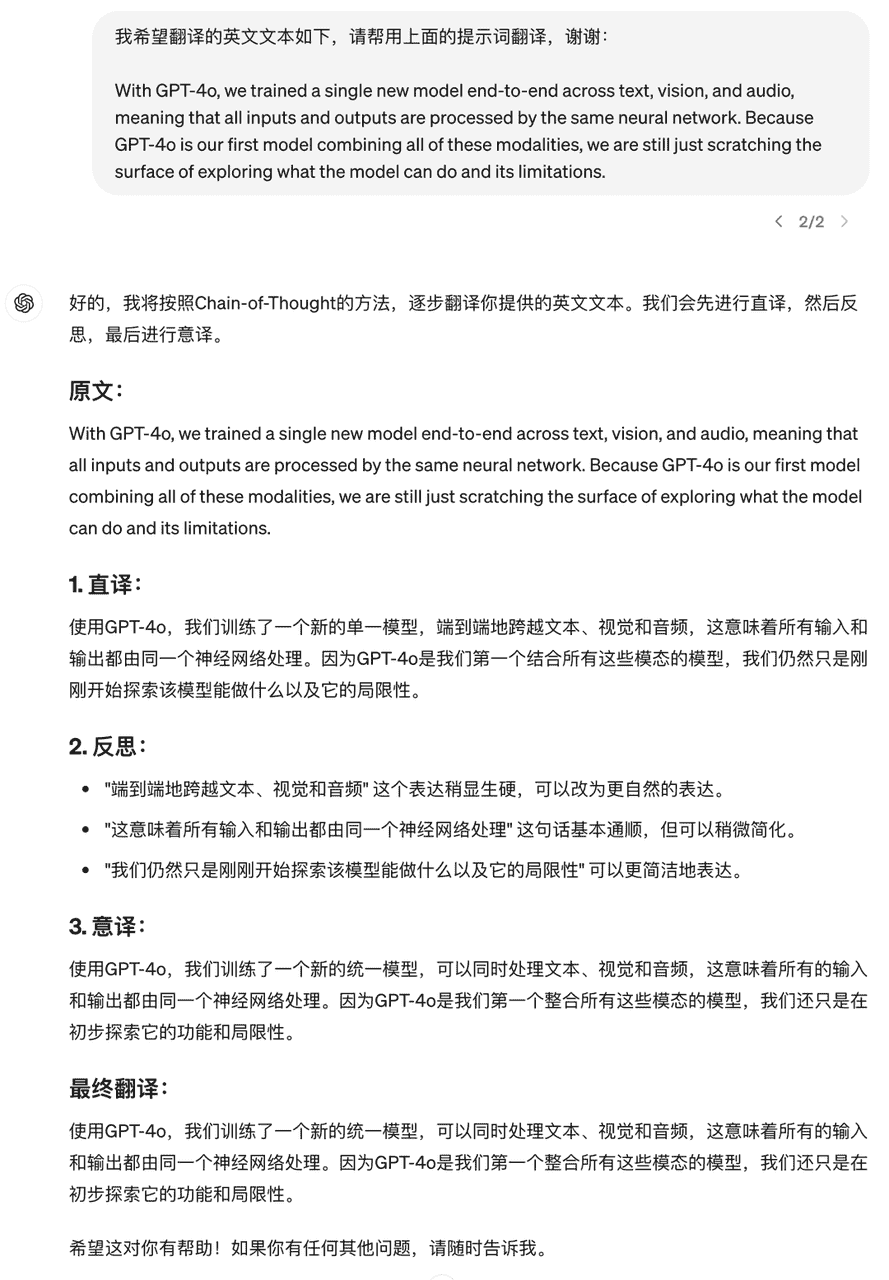 我希望翻译的英文文本如下，请帮用上面的提示词翻译，谢谢：
With GPT-4o, we trained a single new model end-to-end across text, vision, and audio,
meaning that all inputs and outputs are processed by the same neural network. Because
GPT-4o is our first model combining all of these modalities, we are still just scratching the
surface of exploring what the model can do and its limitations.
2/2
好的，我将按照Chain-of-Thought的方法，逐步翻译你提供的英文文本。我们会先进行直译，然后反
思，最后进行意译。
原文：
With GPT-4o, we trained a single new model end-to-end across text, vision, and audio, meaning that
all inputs and outputs are processed by the same neural network. Because GPT-4o is our first model
combining all of these modalities, we are still just scratching the surface of exploring what the model
can do and its limitations.
1. 直译：
使用GPT-4o，我们训练了一个新的单一模型，端到端地跨越文本、视觉和音频，这意味着所有输入和
输出都由同一个神经网络处理。因为GPT-4o是我们第一个结合所有这些模态的模型，我们仍然只是刚
刚开始探索该模型能做什么以及它的局限性。
2. 反思：
• "端到端地跨越文本、视觉和音频" 这个表达稍显生硬，可以改为更自然的表达。
• "这意味着所有输入和输出都由同一个神经网络处理" 这句话基本通顺，但可以稍微简化。
• "我们仍然只是刚刚开始探索该模型能做什么以及它的局限性" 可以更简洁地表达。
3. 意译：
使用GPT-4o，我们训练了一个新的统一模型，可以同时处理文本、视觉和音频，这意味着所有的输入
和输出都由同一个神经网络处理。因为GPT-4o是我们第一个整合所有这些模态的模型，我们还只是在
初步探索它的功能和局限性。
最终翻译：
使用GPT-4o，我们训练了一个新的统一模型，可以同时处理文本、视觉和音频，这意味着所有的输入
和输出都由同一个神经网络处理。因为GPT-4o是我们第一个整合所有这些模态的模型，我们还只是在
初步探索它的功能和局限性。
希望这对你有帮助！如果你有任何其他问题，请随时告诉我。